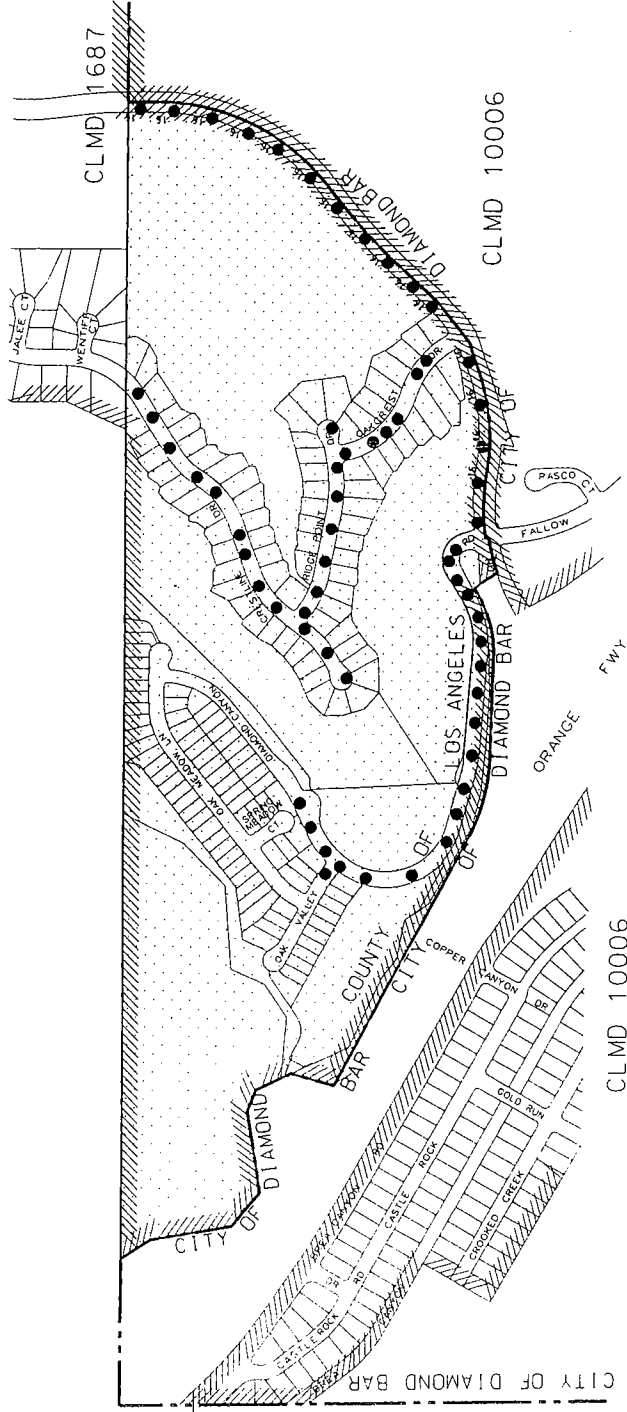 CLMD 1687
JALEE CT
WENTIFF
CT
DIAMOND BAR
CLMD 10006
CITY OF
CRESTLINE
DR
RIDGE POINT
DR
OAKCREST
DR
PASCO CT
FALLOW
RD
LOS ANGELES
DIAMOND BAR
COUNTY OF
CITY OF
ORANGE FWY
DIAMOND CANYON
OAK MEADOW LN
SPRING
MEADOW
CT
OAK VALLEY
COPPER
CANYON
DR
CITY OF DIAMOND BAR
CASTLE ROCK
RD
CASTLE ROCK
DR
GOLD RUN
CROOKED CREEK
CLMD 10006
CITY OF DIAMOND BAR